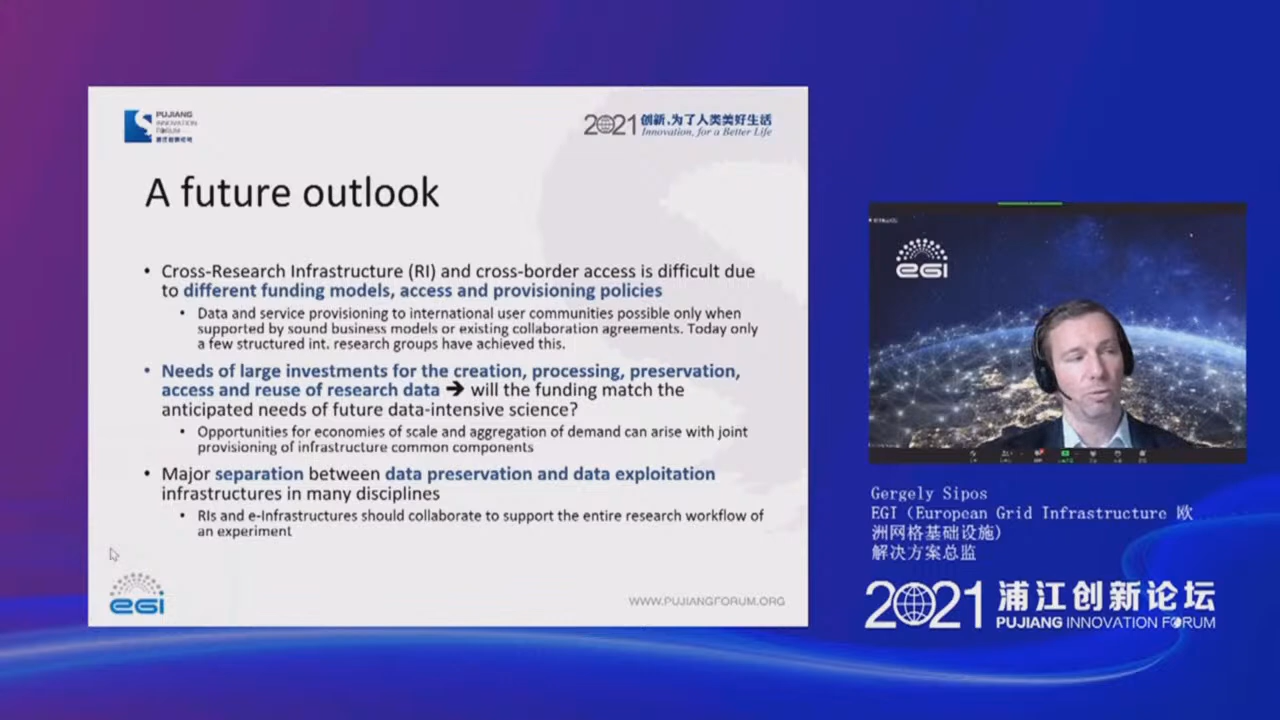 PUJIANG
INNOVATION
FORUM
浦江创新论坛
2021 创新,为了人类美好生活
Innovation, for a Better Life
A future outlook
• Cross-Research Infrastructure (RI) and cross-border access is difficult due
to different funding models, access and provisioning policies
• Data and service provisioning to international user communities possible only when
supported by sound business models or existing collaboration agreements. Today only
a few structured int. research groups have achieved this.
• Needs of large investments for the creation, processing, preservation,
access and reuse of research data ➔ will the funding match the
anticipated needs of future data-intensive science?
• Opportunities for economies of scale and aggregation of demand can arise with joint
provisioning of infrastructure common components
• Major separation between data preservation and data exploitation
infrastructures in many disciplines
• RIs and e-Infrastructures should collaborate to support the entire research workflow of
an experiment
eGI
WWW.PUJIANGFORUM.ORG
eGI
Gergely Sipos
EGI（European Grid Infrastructure 欧
洲网格基础设施）
解决方案总监
2021 浦江创新论坛
PUJIANG INNOVATION FORUM